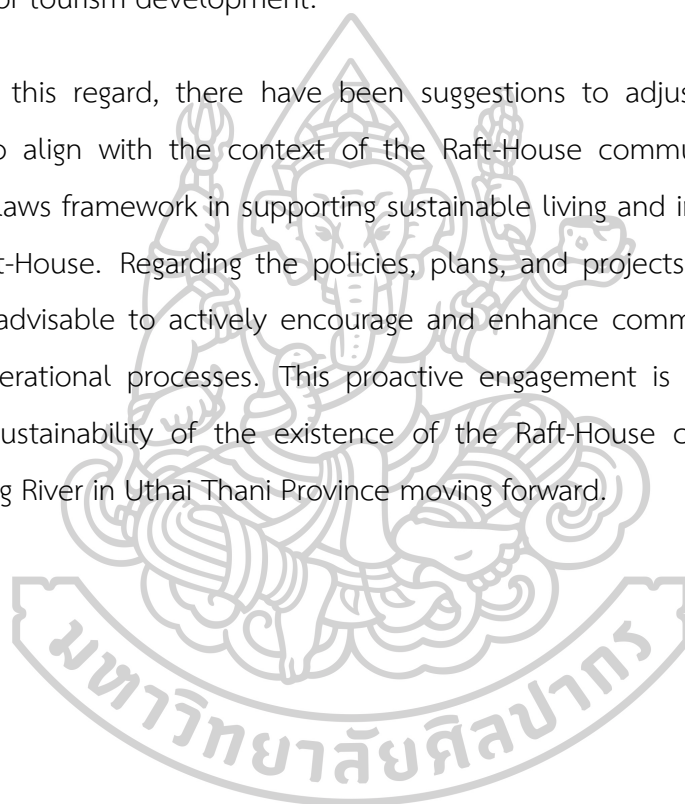 or tourism development.
this regard, there have been suggestions to adjus
o align with the context of the Raft-House commu
laws framework in supporting sustainable living and i
t-House. Regarding the policies, plans, and projects
advisable to actively encourage and enhance comm
erational processes. This proactive engagement is
ustainability of the existence of the Raft-House c
g River in Uthai Thani Province moving forward.
มหาวิทยาลัยศิลปากร